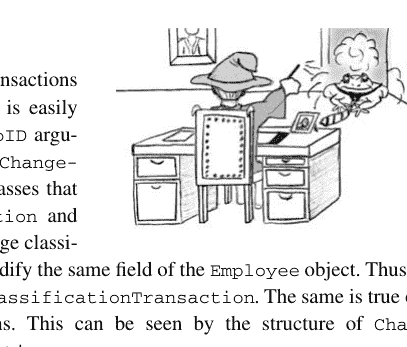 nsactions
is easily
oID argu-
Change-
asses that
tion and
ge classi-
dify the same field of the Employee object. Thus
assificationTransaction. The same is true
ns. This can be seen by the structure of Cha